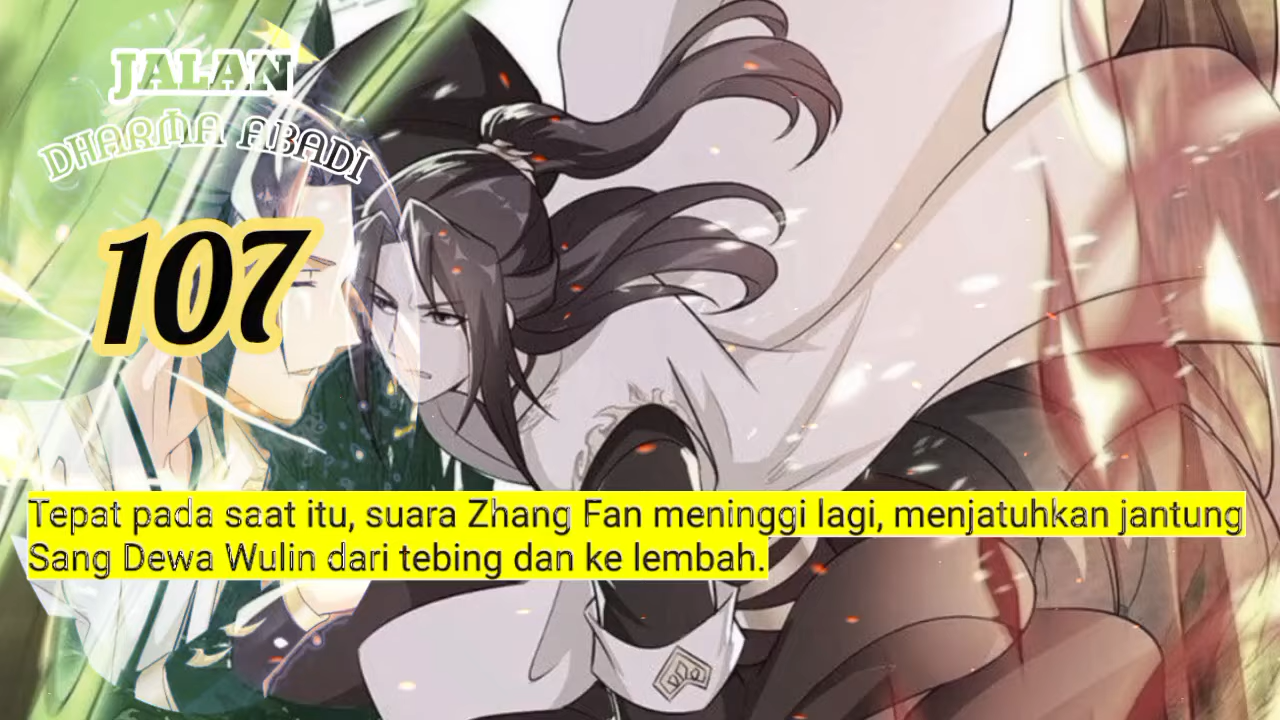 JALAN
DHARMA ABADI
107
Tepat pada saat itu, suara Zhang Fan meninggi lagi, menjatuhkan jantung
Sang Dewa Wulin dari tebing dan ke lembah.